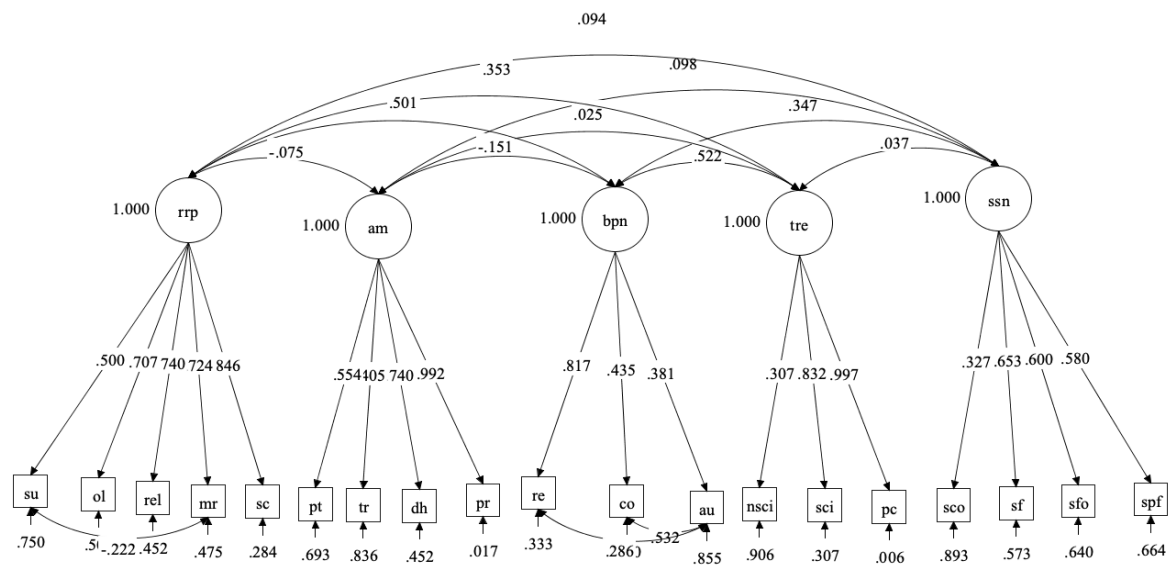 .094
.353 .098
.501 .025 .347
-.075 -.151 .522 .037
1.000 rrp 1.000 am 1.000 bpn 1.000 tre 1.000 ssn
.500 .707 740 724 846 .554 740 .992 .817 .435 .381 .307 .832 .997 .327 .653 .600 .580
su ol rel mr sc pt tr dh pr re co au nsci sci pc sco sf sfo spf
.750 -.222 .452 .475 .284 .693 .836 .452 .017 .333 .286 .532 .855 .906 .307 .006 .893 .573 .640 .664